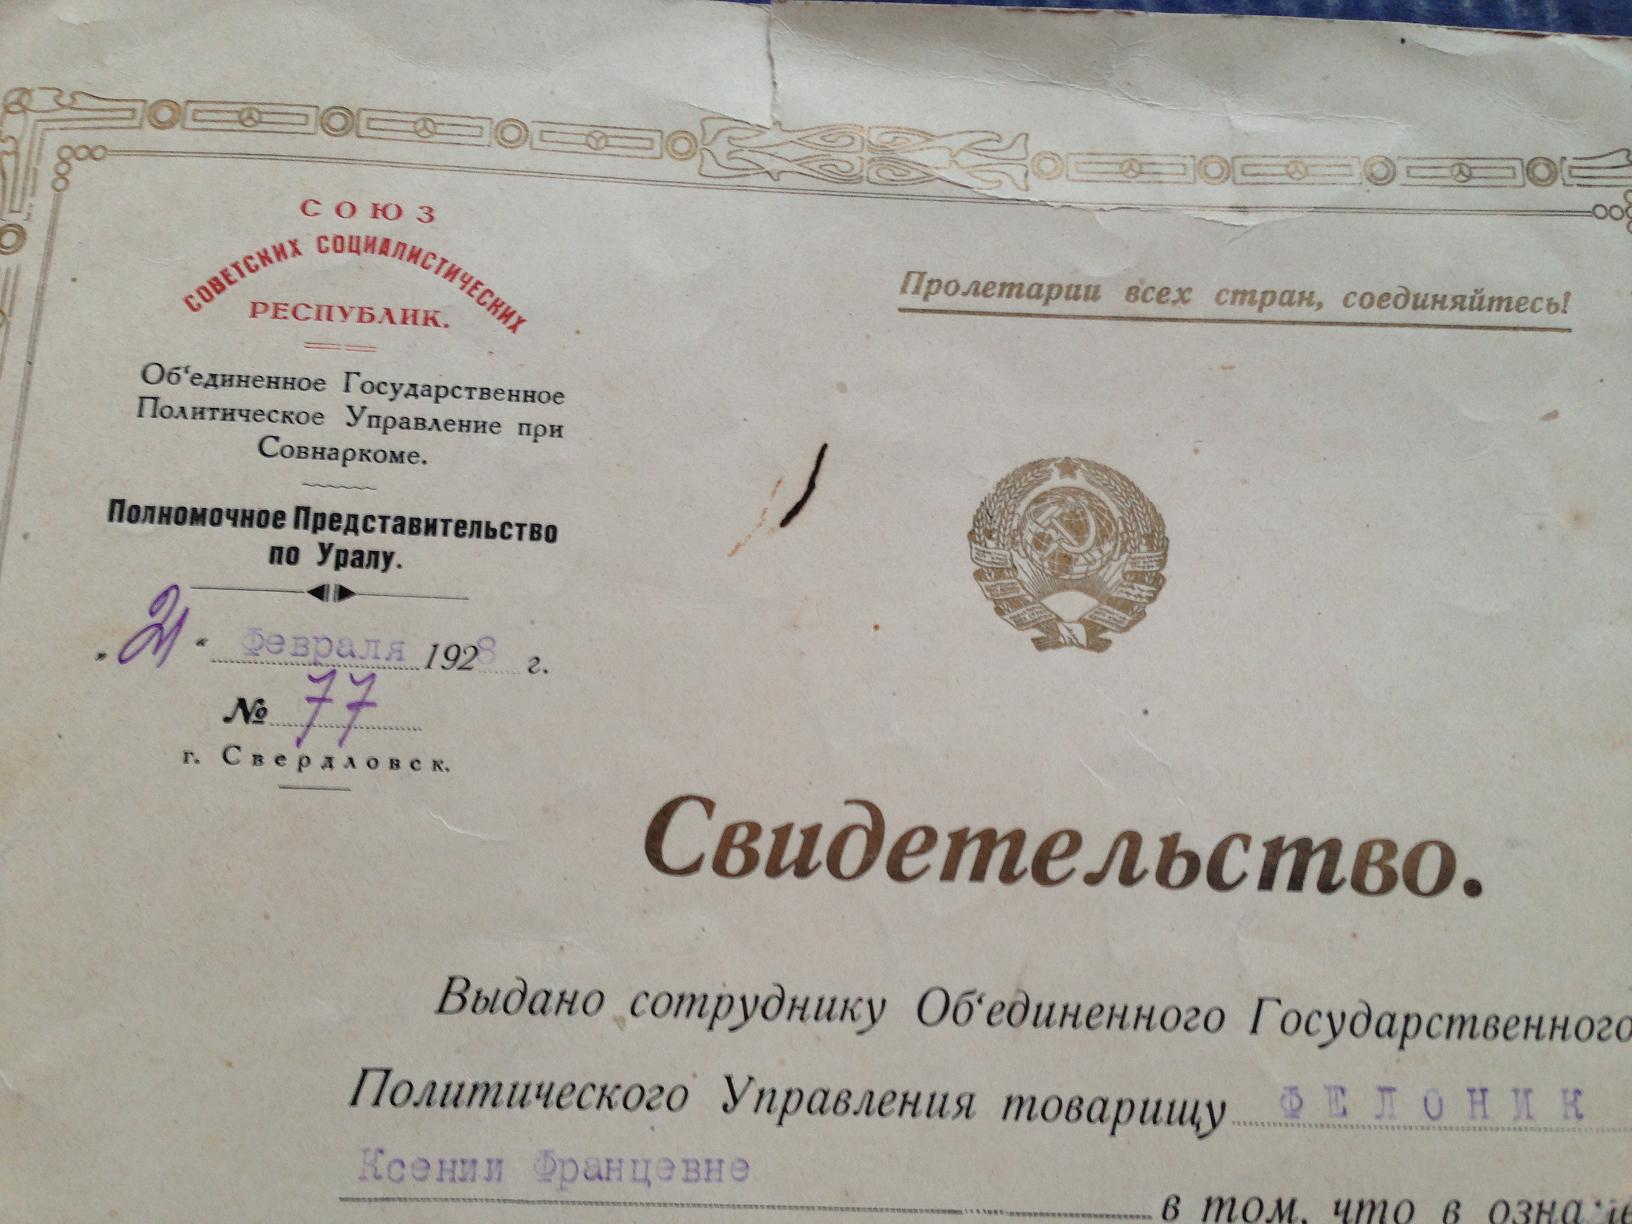 СОЮЗ
СОВЕТСКИХ СОЦИАЛИСТИЧЕСКИХ
РЕСПУБЛИК.
Об‘единенное Государственное
Политическое Управление при
Совнаркоме.
Полномочное Представительство
по Уралу.
„21“ Февраля 1928 г.
№ 77
г. Свердловск.
Пролетарии всех стран, соединяйтесь!
Свидетельство.
Выдано сотруднику Об‘единенного Государственного
Политического Управления товарищу ФЕЛОНИК
Ксении Францевне
в том, что в